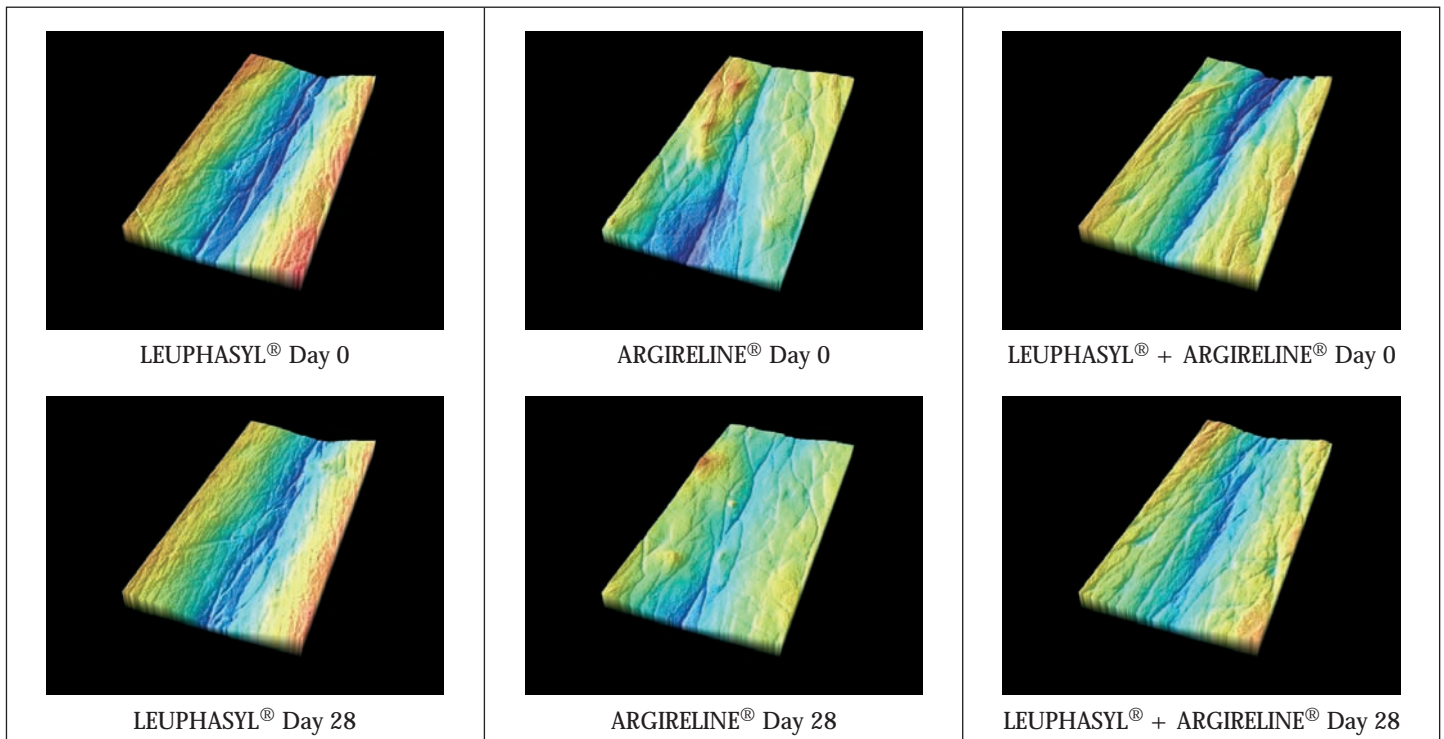 LEUPHASYL® Day 0
ARGIRELINE® Day 0
LEUPHASYL® + ARGIRELINE® Day 0
LEUPHASYL® Day 28
ARGIRELINE® Day 28
LEUPHASYL® + ARGIRELINE® Day 28